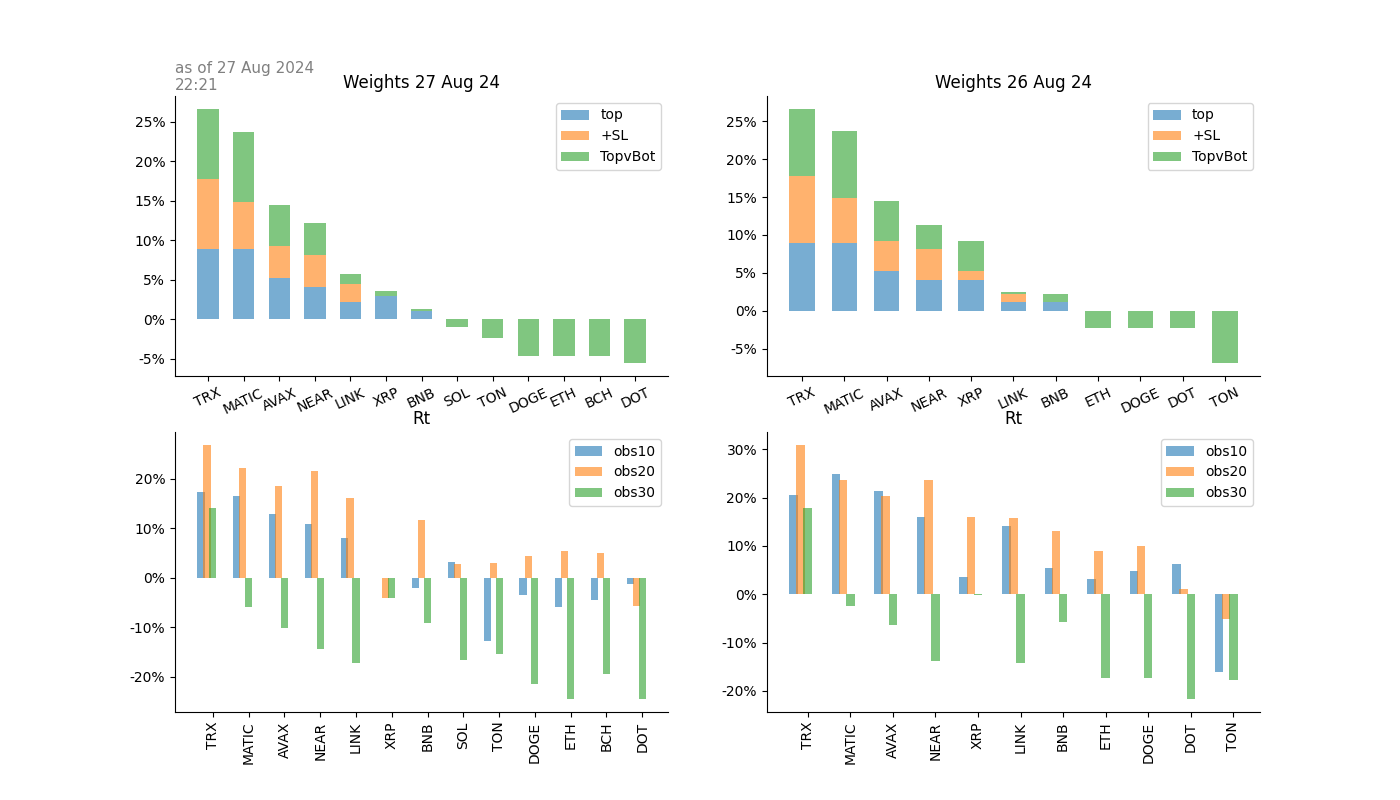 as of 27 Aug 2024
22:21
Weights 27 Aug 24
25%
20%
15%
10%
5%
0%
-5%
top
+SL
TopvBot
TRX MATIC AVAX NEAR LINK XRP BNB SOL TON DOGE ETH BCH DOT
Weights 26 Aug 24
25%
20%
15%
10%
5%
0%
-5%
top
+SL
TopvBot
TRX MATIC AVAX NEAR XRP LINK BNB ETH DOGE DOT TON
Rt
20%
10%
0%
-10%
-20%
obs10
obs20
obs30
TRX MATIC AVAX NEAR LINK XRP BNB SOL TON DOGE ETH BCH DOT
Rt
30%
20%
10%
0%
-10%
-20%
obs10
obs20
obs30
TRX MATIC AVAX NEAR XRP LINK BNB ETH DOGE DOT TON